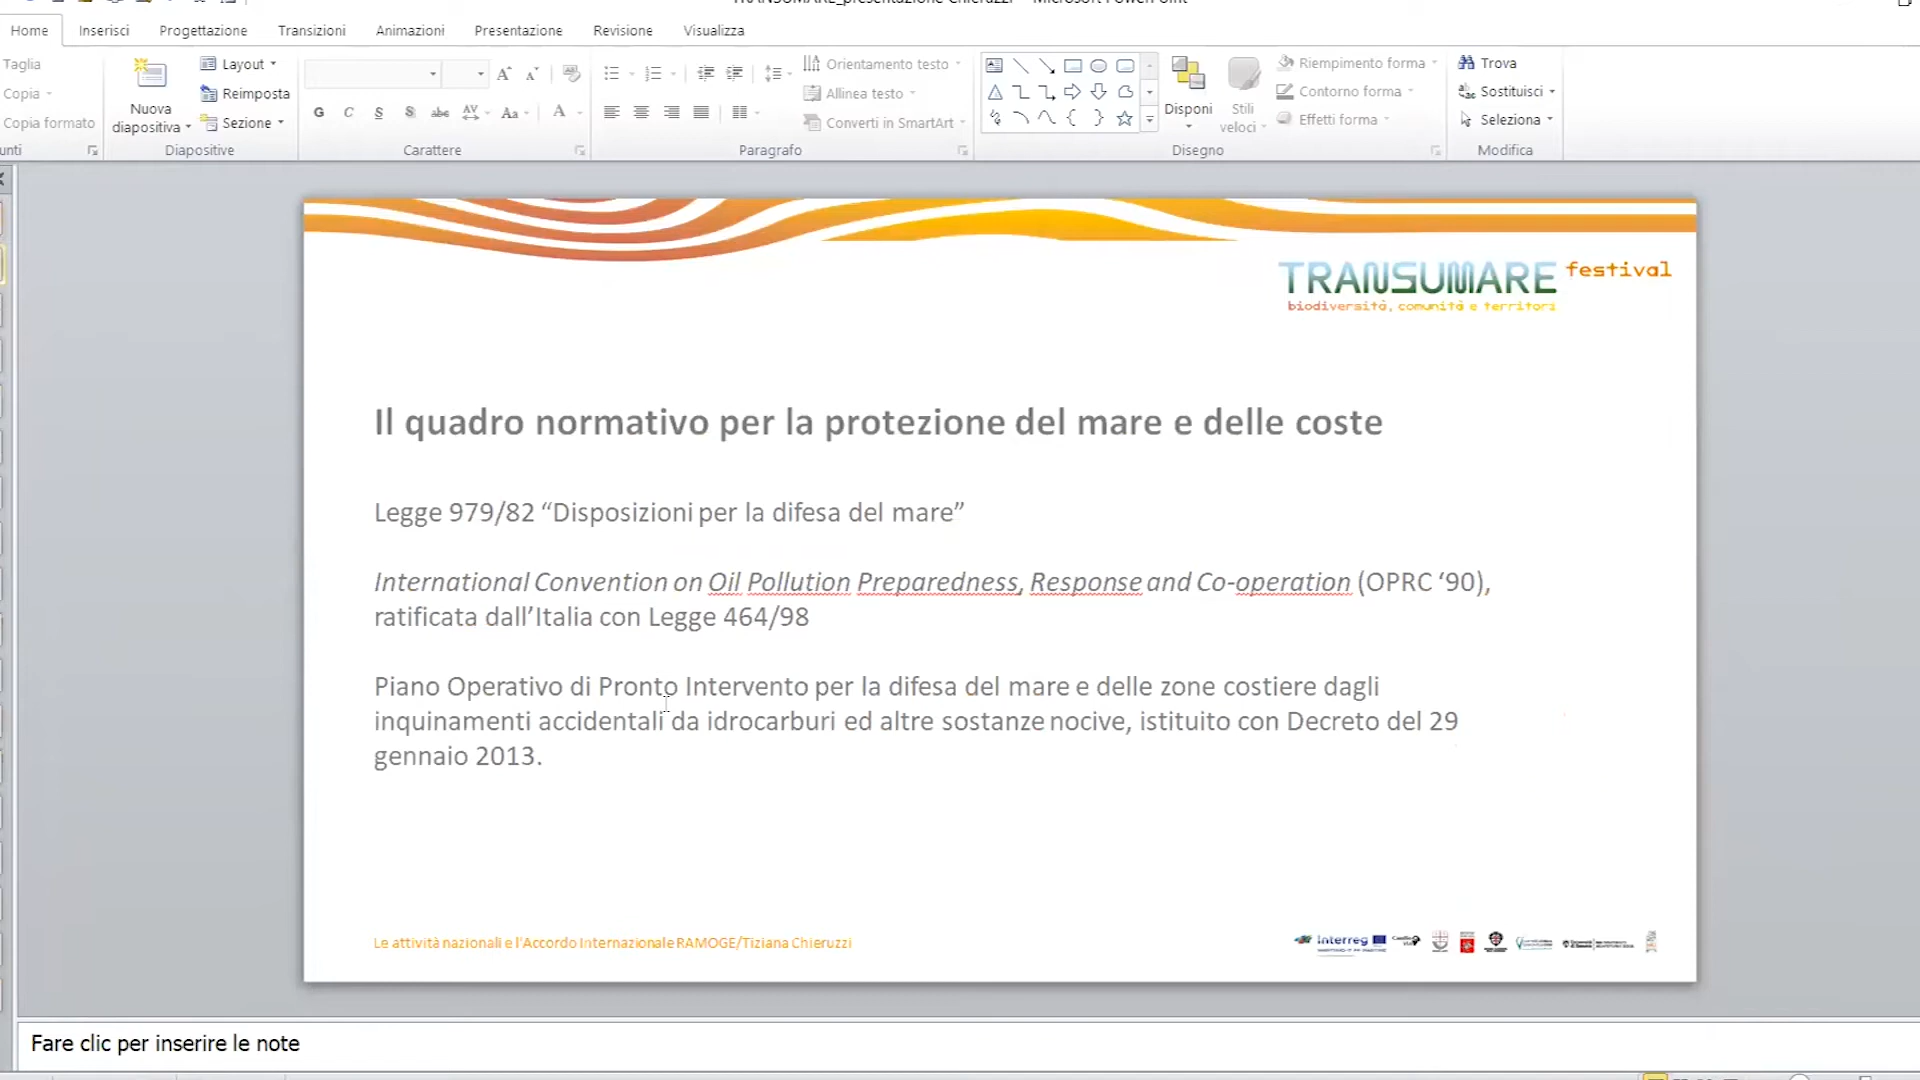 Home Inserisci Progettazione Transizioni Animazioni Presentazione Revisione Visualizza
Taglia
Copia
Copia formato
Nuova
diapositiva
Layout
Reimposta
Sezione
Diapositive
G C S S abc AV Aa A
Carattere
Orientamento testo
Allinea testo
Converti in SmartArt
Paragrafo
Disponi
Stili
veloci
Riempimento forma
Contorno forma
Effetti forma
Disegno
Trova
Sostituisci
Seleziona
Modifica
TRANSUMARE festival
biodiversità, comunità e territori
Il quadro normativo per la protezione del mare e delle coste
Legge 979/82 “Disposizioni per la difesa del mare”
International Convention on Oil Pollution Preparedness, Response and Co-operation (OPRC ‘90),
ratificata dall’Italia con Legge 464/98
Piano Operativo di Pronto Intervento per la difesa del mare e delle zone costiere dagli
inquinamenti accidentali da idrocarburi ed altre sostanze nocive, istituito con Decreto del 29
gennaio 2013.
Le attività nazionali e l’Accordo Internazionale RAMOGE/Tiziana Chieruzzi
Interreg
Fare clic per inserire le note